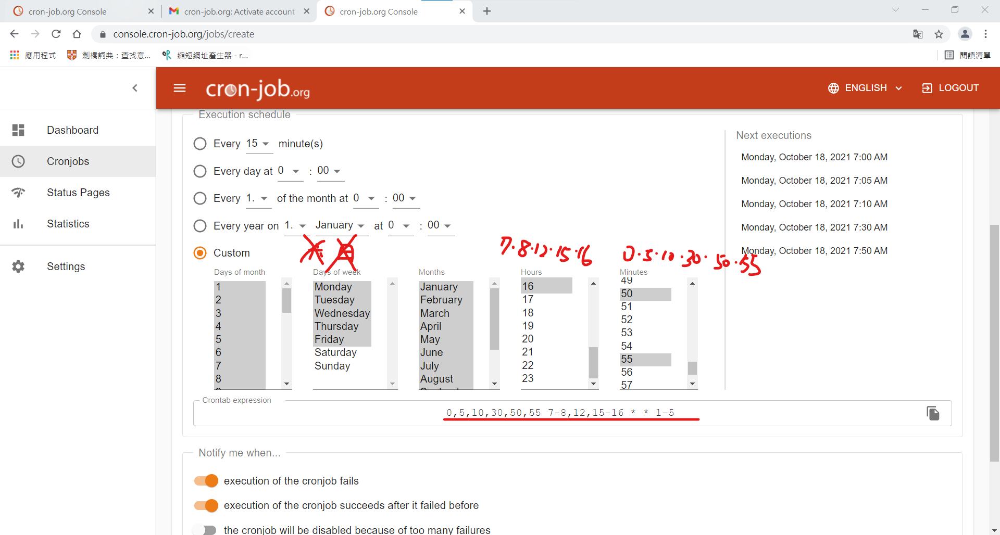 cron-job.org Console
cron-job.org: Activate account
cron-job.org Console
console.cron-job.org/jobs/create
應用程式
劍橋詞典：查找意...
縮短網址產生器 - r...
閱讀清單
cron-job.org
ENGLISH
LOGOUT
Dashboard
Cronjobs
Status Pages
Statistics
Settings
Execution schedule
Every 15 minute(s)
Every day at 0 : 00
Every 1. of the month at 0 : 00
Every year on 1. January at 0 : 00
Custom
Next executions
Monday, October 18, 2021 7:00 AM
Monday, October 18, 2021 7:05 AM
Monday, October 18, 2021 7:10 AM
Monday, October 18, 2021 7:30 AM
Monday, October 18, 2021 7:50 AM
六 日
7.8.12.15.16
0.5.10.30.50.55
Days of month
1
2
3
4
5
6
7
8
Days of week
Monday
Tuesday
Wednesday
Thursday
Friday
Saturday
Sunday
Months
January
February
March
April
May
June
July
August
Hours
16
17
18
19
20
21
22
23
Minutes
49
50
51
52
53
54
55
56
57
Crontab expression
0,5,10,30,50,55 7-8,12,15-16 * * 1-5
Notify me when...
execution of the cronjob fails
execution of the cronjob succeeds after it failed before
the cronjob will be disabled because of too many failures